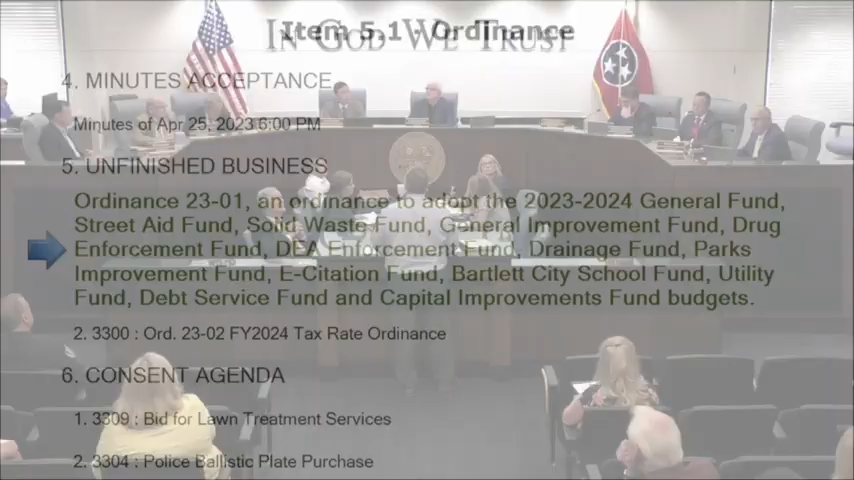 Item 5.1 - Ordinance
IN GOD WE TRUST
4. MINUTES ACCEPTANCE
Minutes of Apr 25, 2023 6:00 PM
5. UNFINISHED BUSINESS
Ordinance 23-01, an ordinance to adopt the 2023-2024 General Fund,
Street Aid Fund, Solid Waste Fund, General Improvement Fund, Drug
Enforcement Fund, DEA Enforcement Fund, Drainage Fund, Parks
Improvement Fund, E-Citation Fund, Bartlett City School Fund, Utility
Fund, Debt Service Fund and Capital Improvements Fund budgets.
2. 3300 : Ord. 23-02 FY2024 Tax Rate Ordinance
6. CONSENT AGENDA
1. 3309 : Bid for Lawn Treatment Services
2. 3304 : Police Ballistic Plate Purchase